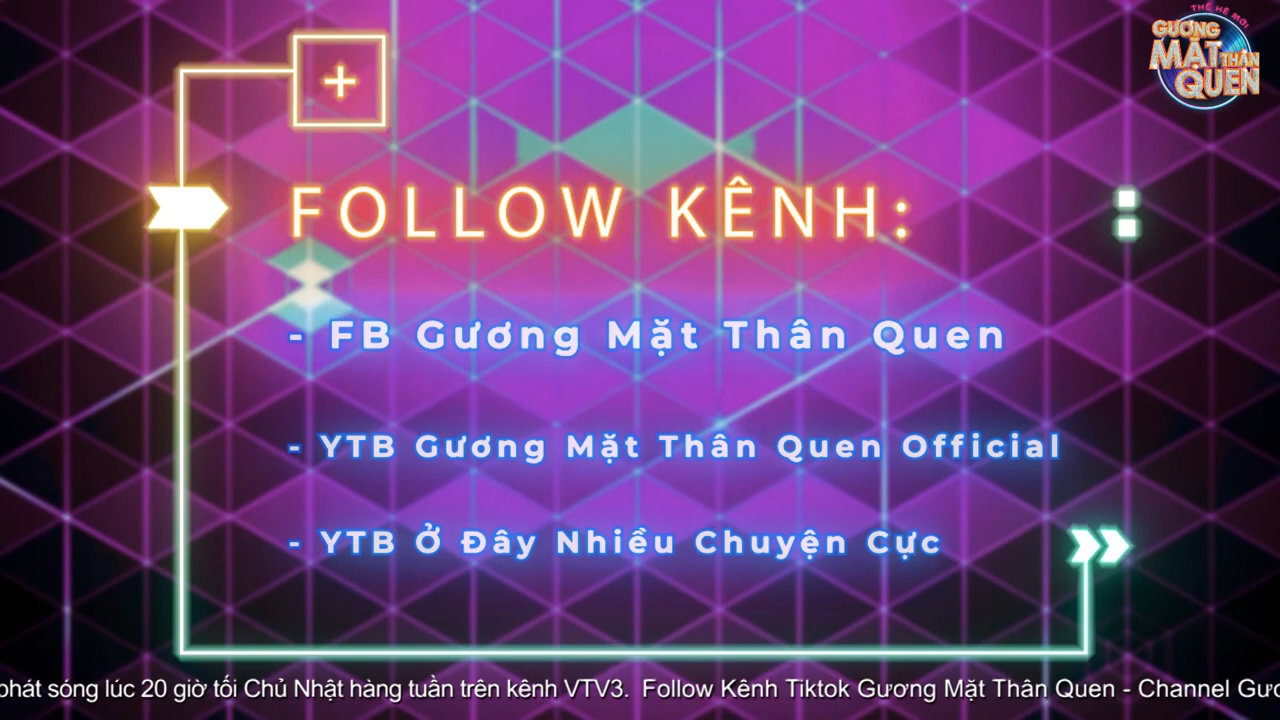 THẾ HỆ MỚI
GƯƠNG
MẶT THÂN
QUEN
+
FOLLOW KÊNH:
- FB Gương Mặt Thân Quen
- YTB Gương Mặt Thân Quen Official
- YTB Ở Đây Nhiều Chuyện Cực
phát sóng lúc 20 giờ tối Chủ Nhật hàng tuần trên kênh VTV3. Follow Kênh Tiktok Gương Mặt Thân Quen - Channel Gươ